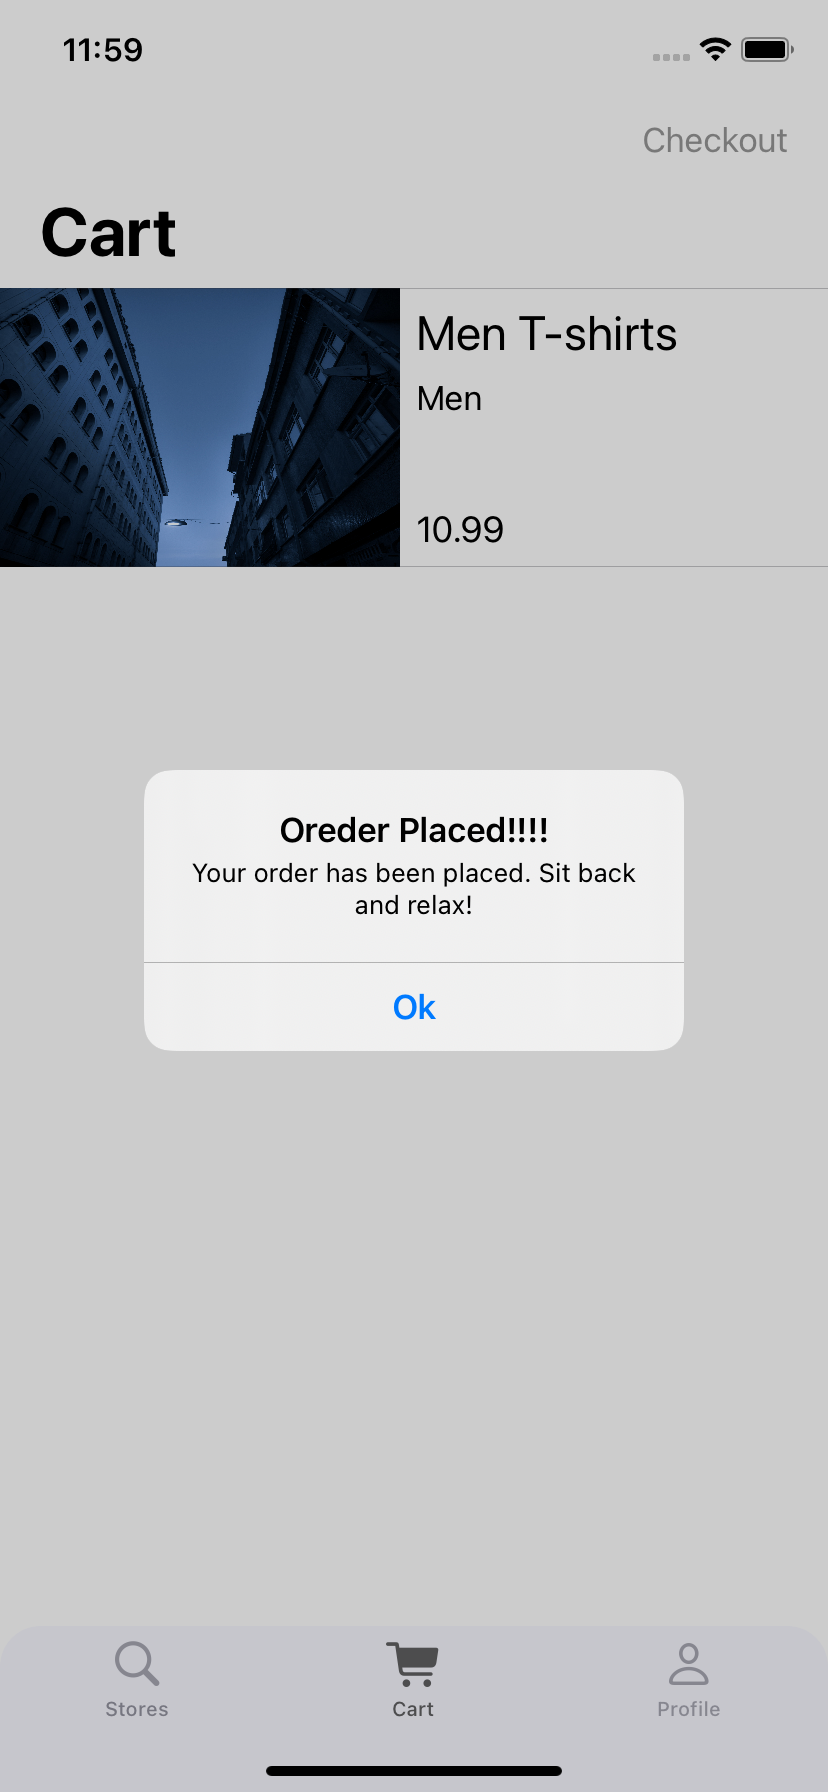 11:59
Checkout
Cart
Men T-shirts
Men
10.99
Oreder Placed!!!!
Your order has been placed. Sit back
and relax!
Ok
Stores
Cart
Profile